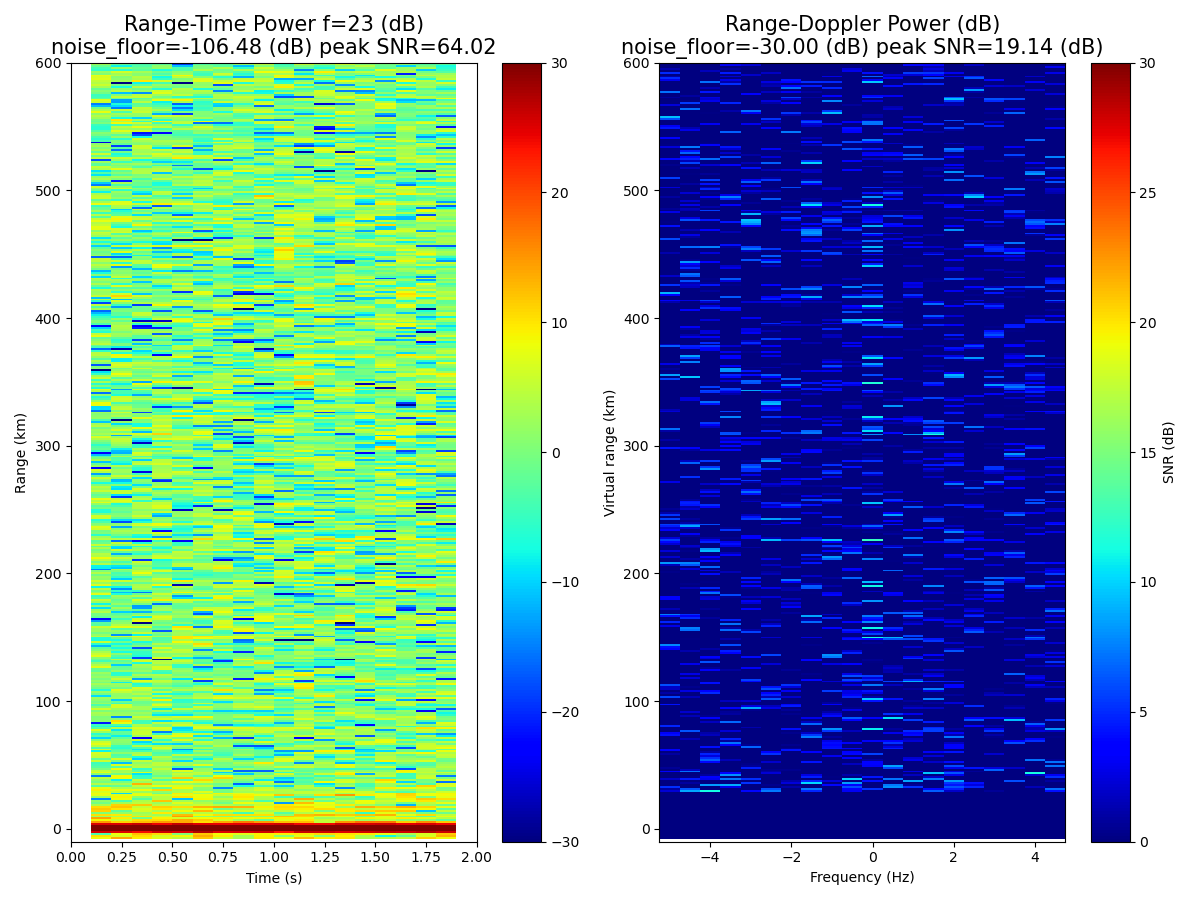 Range-Time Power f=23 (dB)
noise_floor=-106.48 (dB) peak SNR=64.02
600
500
400
300
200
100
0
Range (km)
0.00 0.25 0.50 0.75 1.00 1.25 1.50 1.75 2.00
Time (s)
30
20
10
0
−10
−20
−30
Range-Doppler Power (dB)
noise_floor=-30.00 (dB) peak SNR=19.14 (dB)
600
500
400
300
200
100
0
Virtual range (km)
−4 −2 0 2 4
Frequency (Hz)
30
25
20
15
10
5
0
SNR (dB)